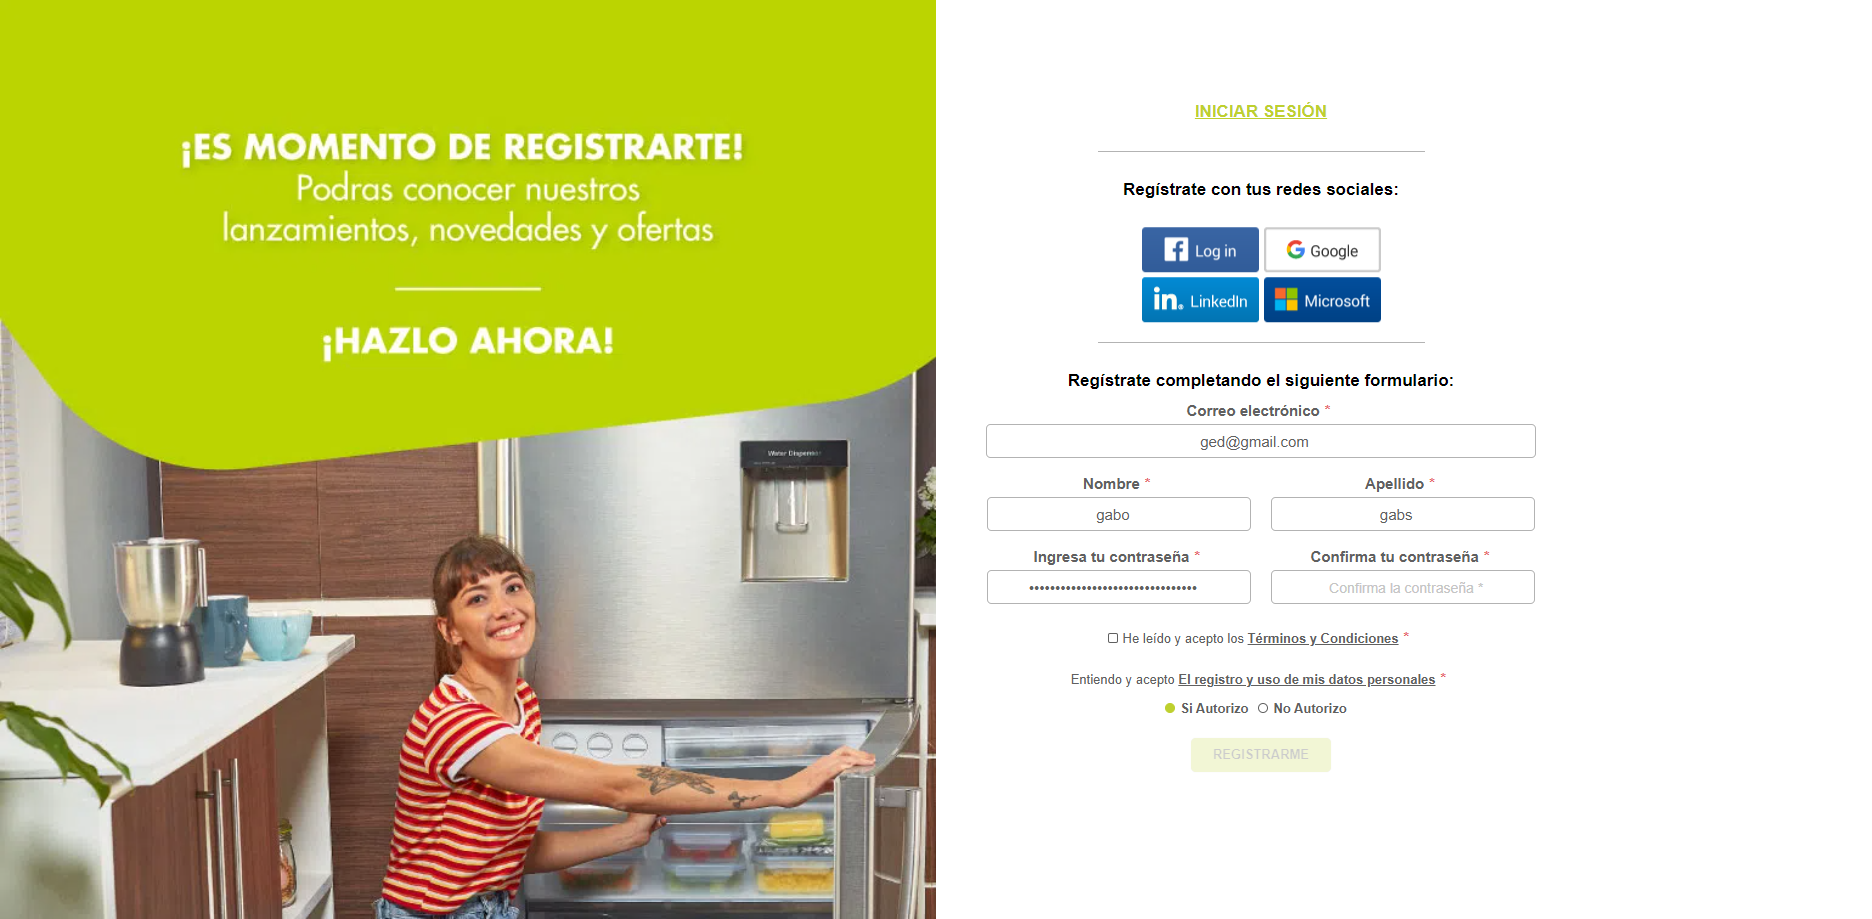 ¡ES MOMENTO DE REGISTRARTE!
Podras conocer nuestros
lanzamientos, novedades y ofertas
¡HAZLO AHORA!
Water Dispenser
INICIAR SESIÓN
Regístrate con tus redes sociales:
Log in
Google
LinkedIn
Microsoft
Regístrate completando el siguiente formulario:
Correo electrónico *
ged@gmail.com
Nombre * Apellido *
gabo gabs
Ingresa tu contraseña * Confirma tu contraseña *
•••••••••••••••••••••••••••••••• Confirma la contraseña *
He leído y acepto los Términos y Condiciones *
Entiendo y acepto El registro y uso de mis datos personales *
Si Autorizo No Autorizo
REGISTRARME